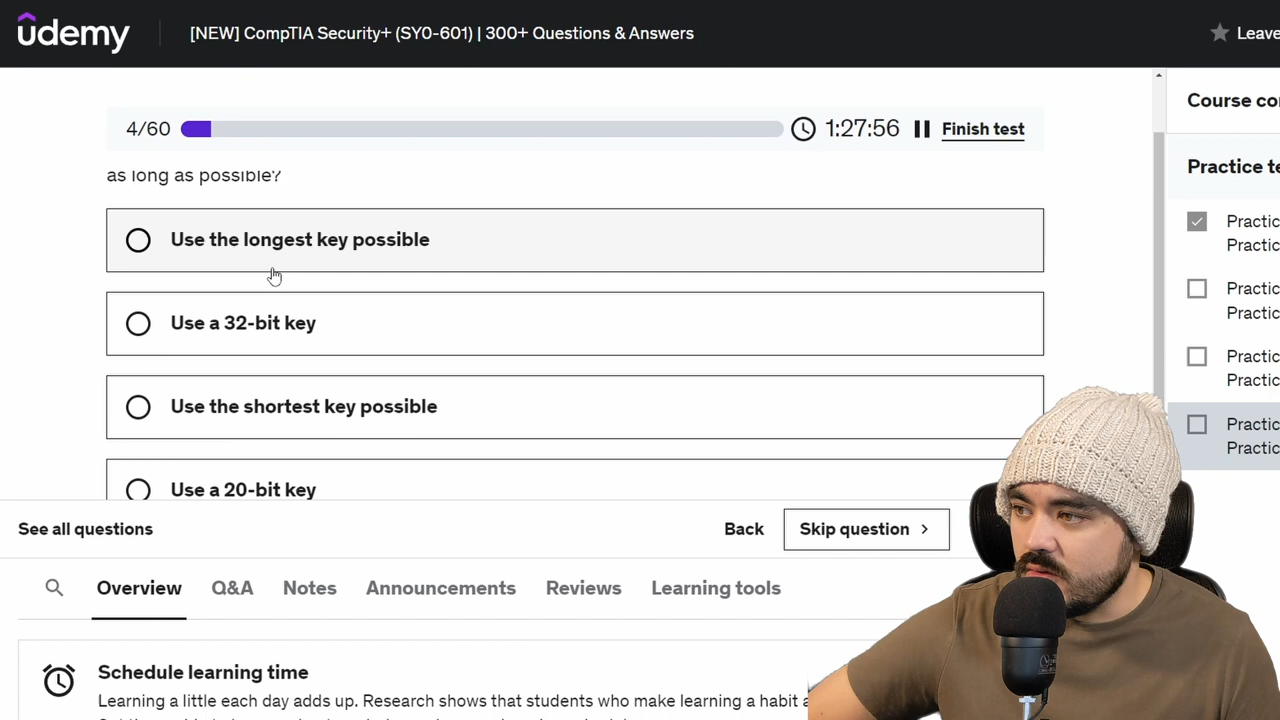 udemy
[NEW] CompTIA Security+ (SY0-601) | 300+ Questions & Answers
Leave
4/60
1:27:56
Finish test
as long as possible?
Use the longest key possible
Use a 32-bit key
Use the shortest key possible
Use a 20-bit key
See all questions
Back
Skip question
Overview
Q&A
Notes
Announcements
Reviews
Learning tools
Schedule learning time
Learning a little each day adds up. Research shows that students who make learning a habit a
Course co
Practice te
Practic
Practic
Practic
Practic
Practic
Practic
Practic
Practic